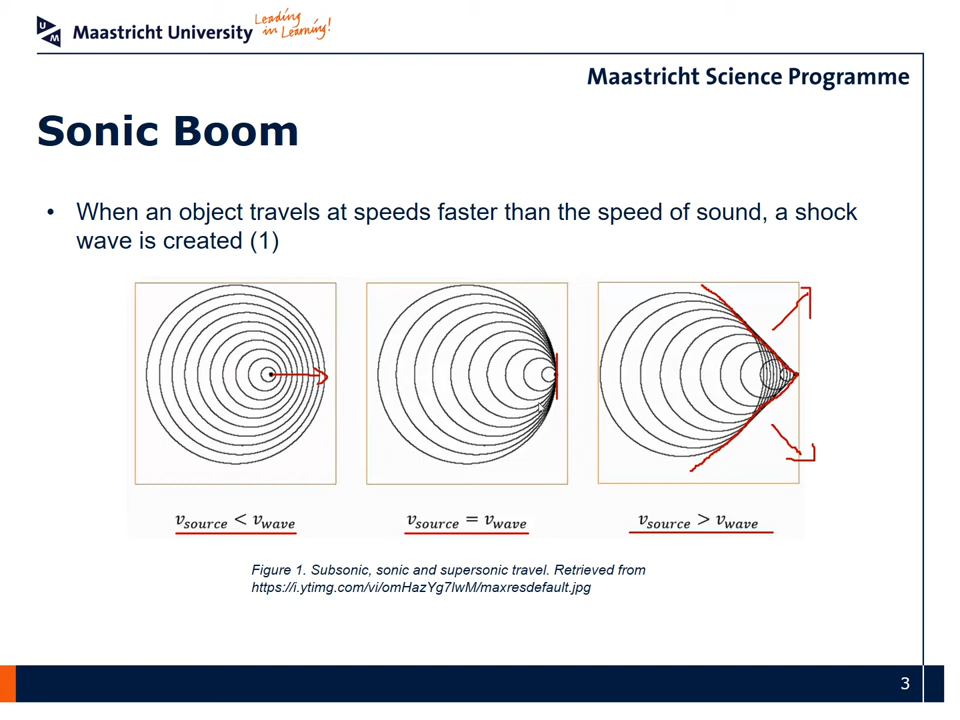 U
M
Maastricht University
Leading
in Learning!
Maastricht Science Programme
Sonic Boom
• When an object travels at speeds faster than the speed of sound, a shock
wave is created (1)
v_source < v_wave
v_source = v_wave
v_source > v_wave
Figure 1. Subsonic, sonic and supersonic travel. Retrieved from
https://i.ytimg.com/vi/omHazYg7lwM/maxresdefault.jpg
3